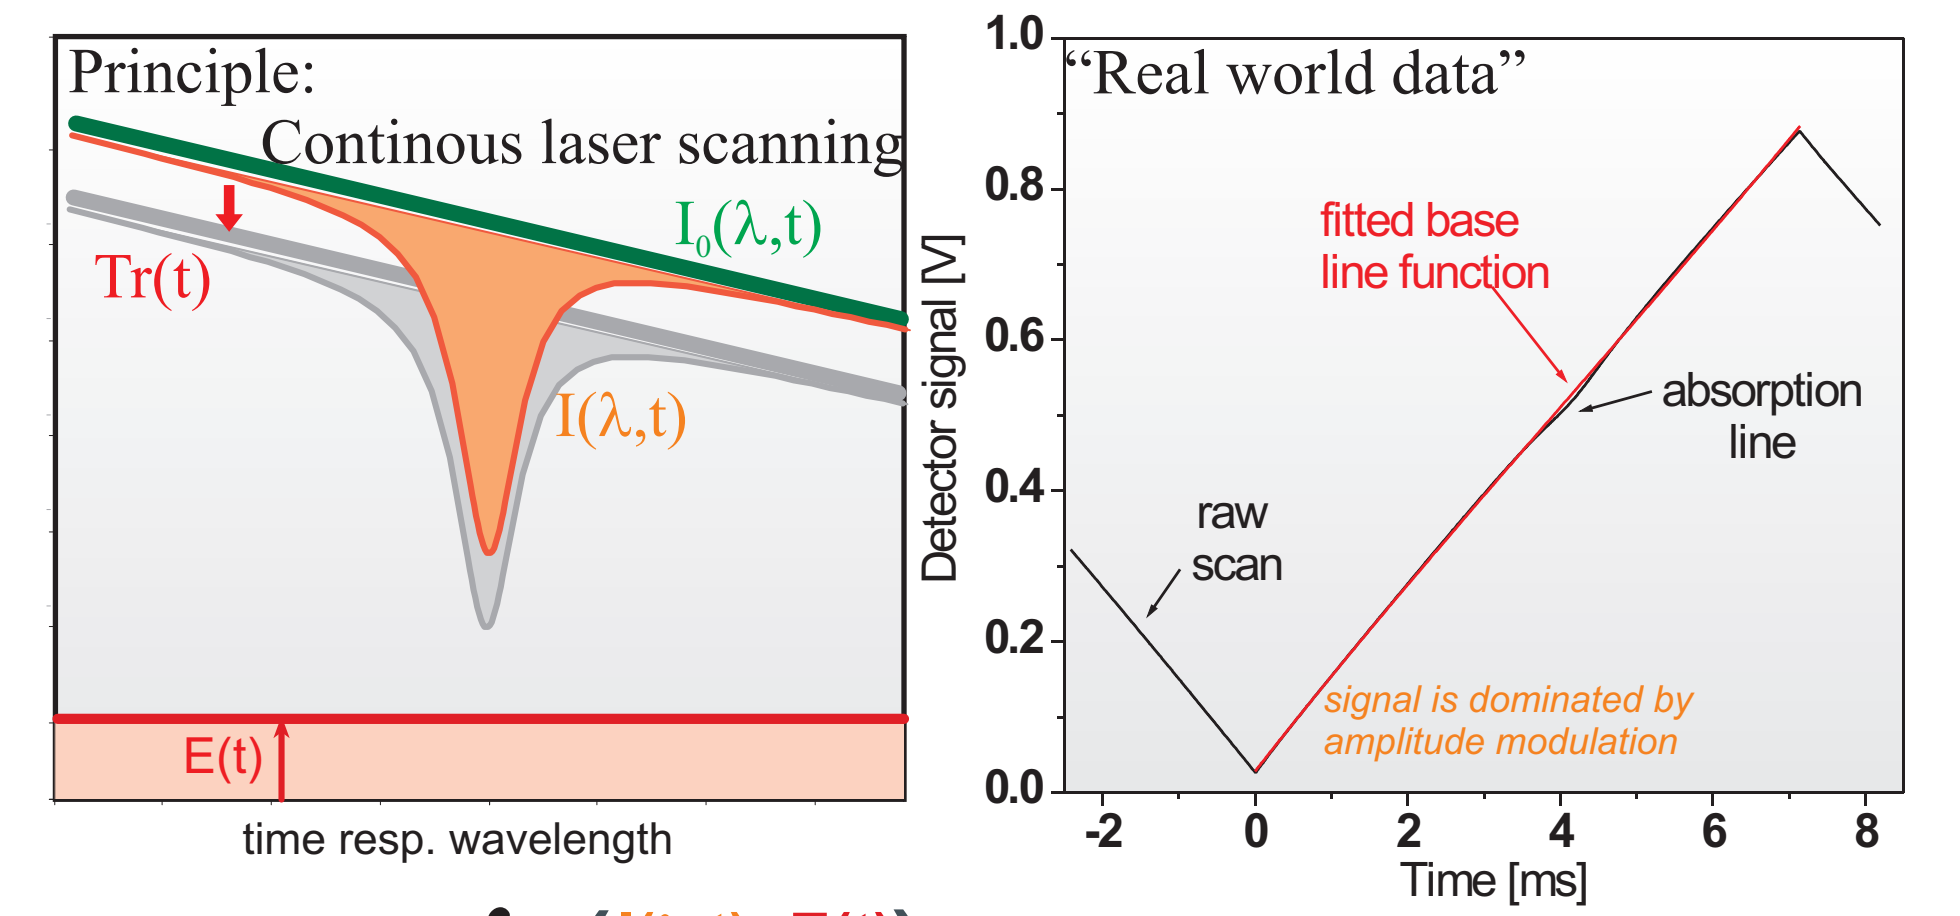 Principle:
Continous laser scanning
I₀(λ,t)
Tr(t)
I(λ,t)
E(t)
time resp. wavelength
“Real world data”
1.0
0.8
0.6
0.4
0.2
0.0
Detector signal [V]
fitted base
line function
absorption
line
raw
scan
signal is dominated by
amplitude modulation
-2 0 2 4 6 8
Time [ms]